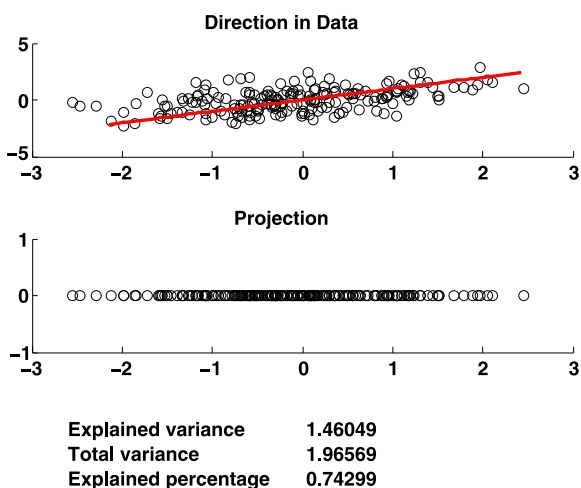 Direction in Data
5
0
−5
−3 −2 −1 0 1 2 3
Projection
1
0
−1
−3 −2 −1 0 1 2 3
Explained variance 1.46049
Total variance 1.96569
Explained percentage 0.74299